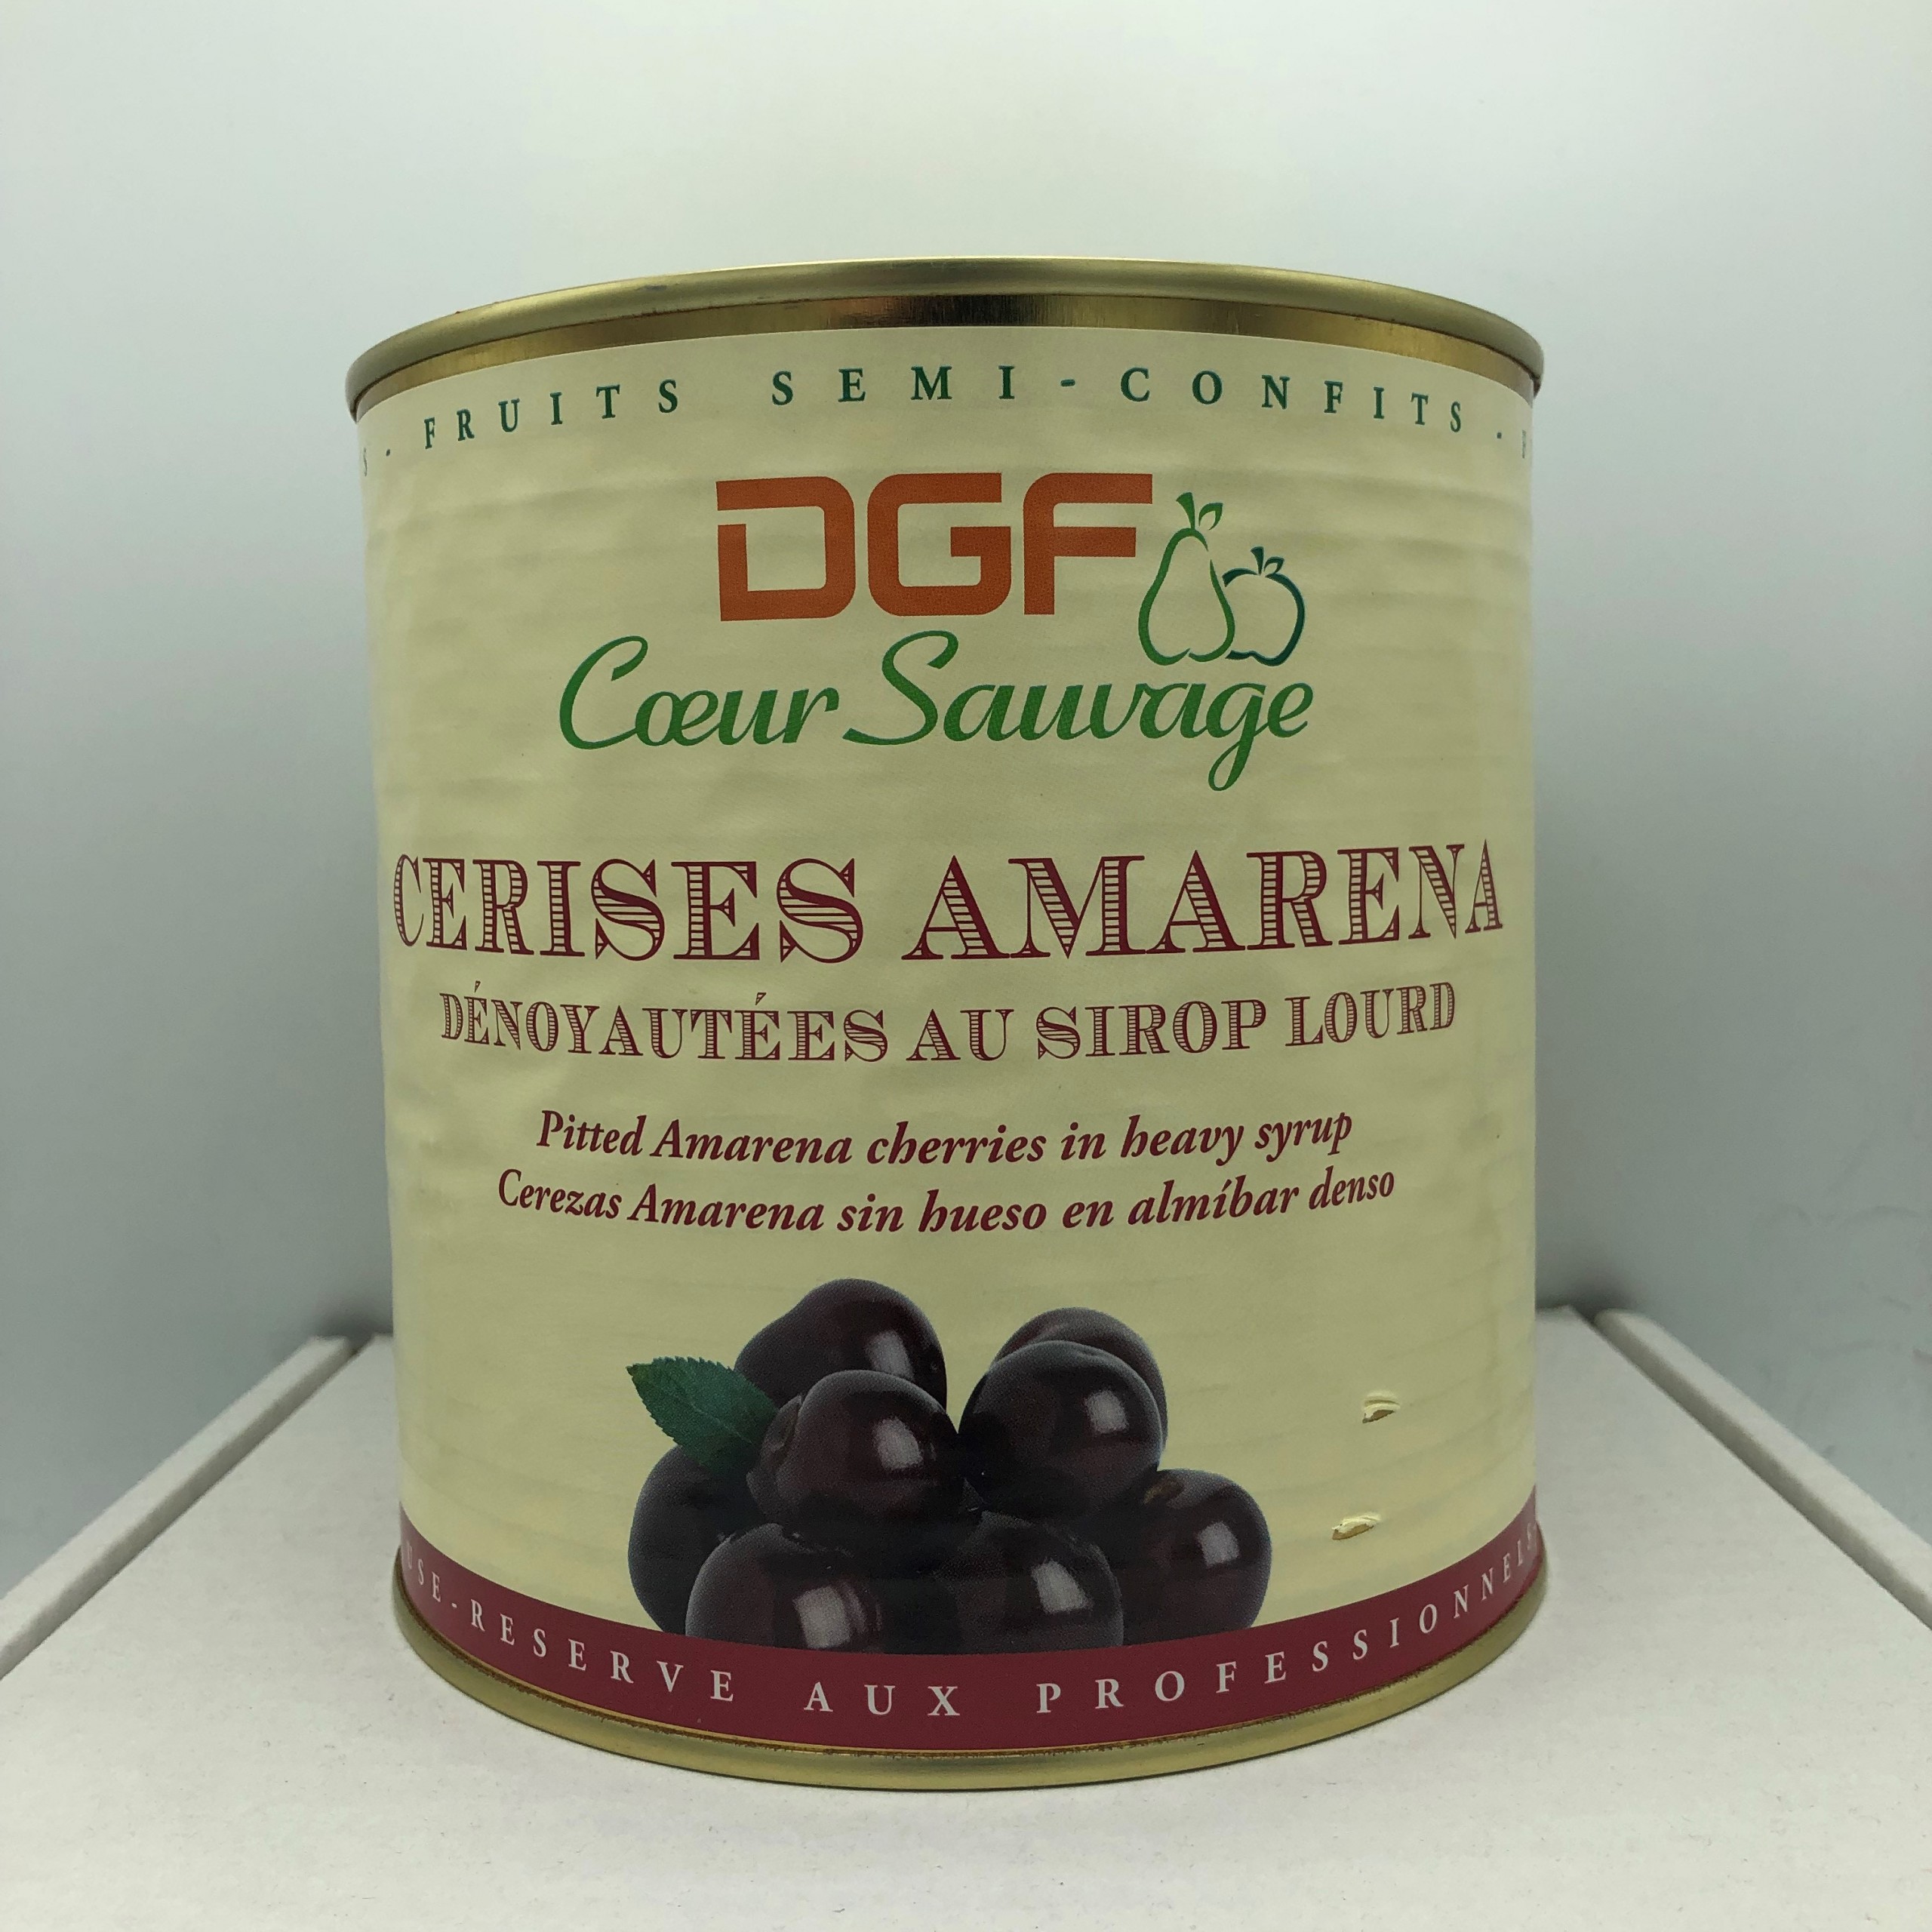 - FRUITS SEMI-CONFITS -
DGF
Cœur Sauvage
CERISES AMARENA
DÉNOYAUTÉES AU SIROP LOURD
Pitted Amarena cherries in heavy syrup
Cerezas Amarena sin hueso en almíbar denso
-RESERVE AUX PROFESSIONNELS